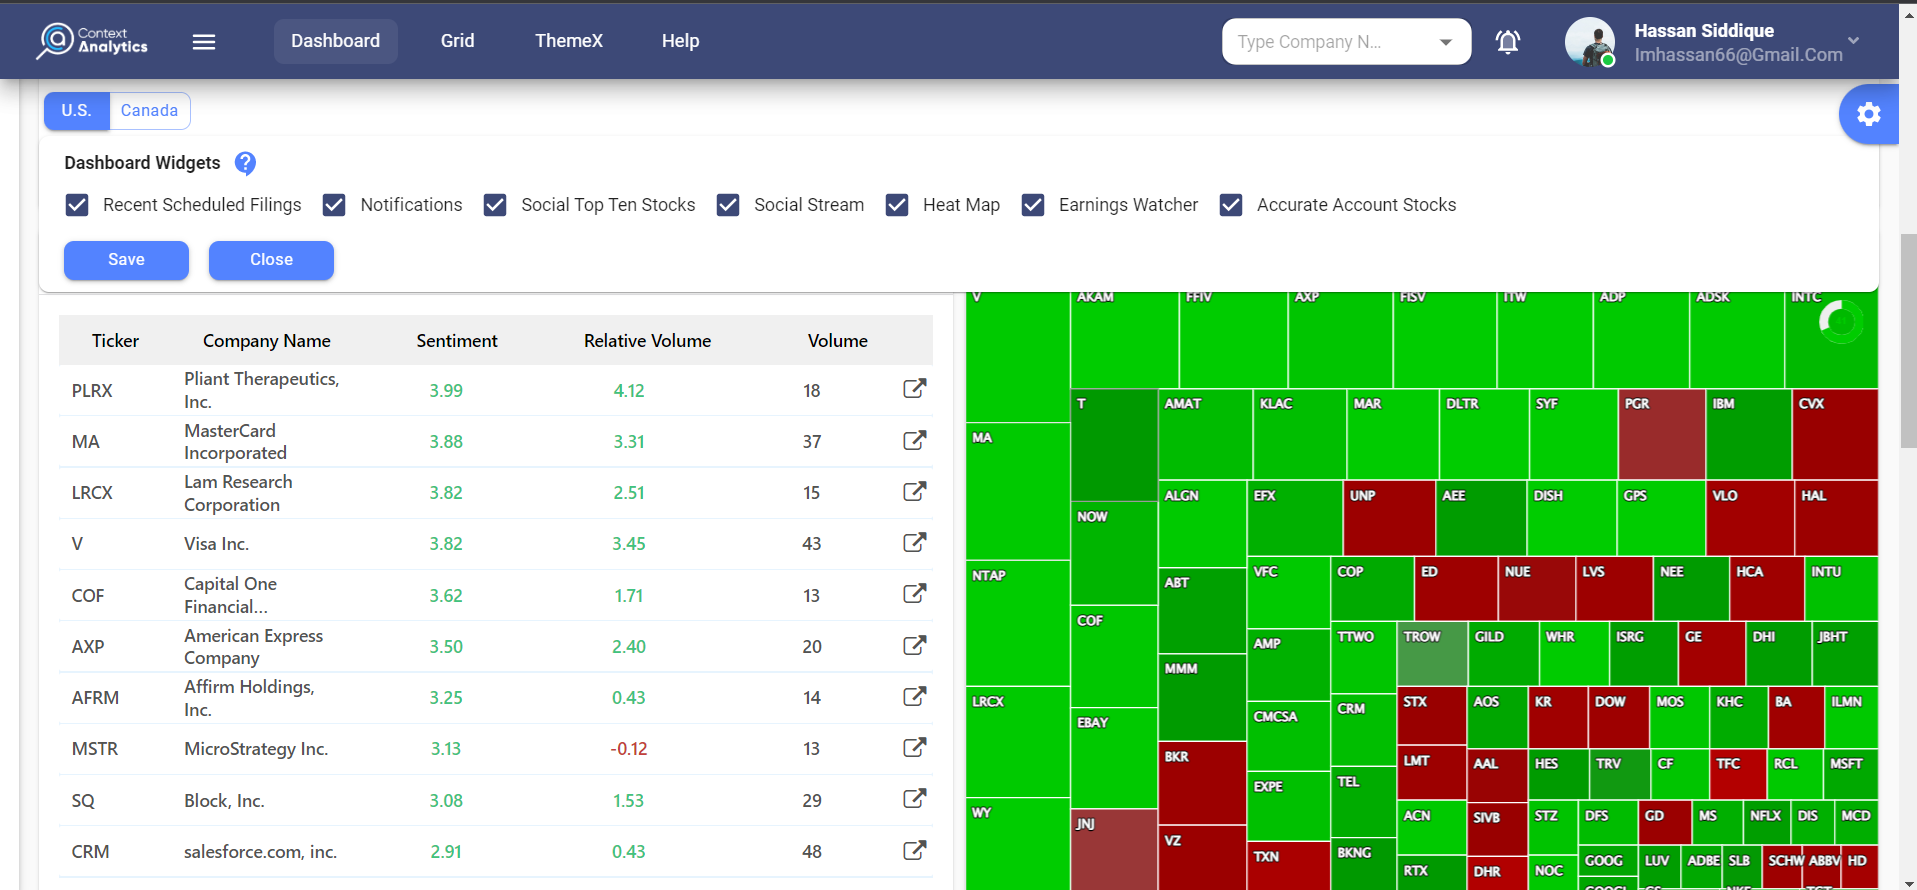 Context
Analytics
Dashboard
Grid
ThemeX
Help
Type Company N...
Hassan Siddique
Imhassan66@Gmail.Com
U.S.
Canada
Dashboard Widgets ?
Recent Scheduled Filings
Notifications
Social Top Ten Stocks
Social Stream
Heat Map
Earnings Watcher
Accurate Account Stocks
Save
Close
Ticker Company Name Sentiment Relative Volume Volume
PLRX Pliant Therapeutics, Inc. 3.99 4.12 18
MA MasterCard Incorporated 3.88 3.31 37
LRCX Lam Research Corporation 3.82 2.51 15
V Visa Inc. 3.82 3.45 43
COF Capital One Financial... 3.62 1.71 13
AXP American Express Company 3.50 2.40 20
AFRM Affirm Holdings, Inc. 3.25 0.43 14
MSTR MicroStrategy Inc. 3.13 -0.12 13
SQ Block, Inc. 3.08 1.53 29
CRM salesforce.com, inc. 2.91 0.43 48
V AKAM FFIV AXP FISV ITW ADP ADSK INTC
T AMAT KLAC MAR DLTR SYF PGR IBM CVX
MA
ALGN EFX UNP AEE DISH GPS VLO HAL
NOW
NTAP ABT VFC COP ED NUE LVS NEE HCA INTU
COF AMP TTWO TROW GILD WHR ISRG GE DHI JBHT
MMM
LRCX EBAY CMCSA CRM STX AOS KR DOW MOS KHC BA ILMN
BKR LMT AAL HES TRV CF TFC RCL MSFT
EXPE TEL
WY JNJ ACN SIVB STZ DFS GD MS NFLX DIS MCD
VZ TXN BKNG RTX DHR NOC GOOG LUV ADBE SLB SCHW ABBV HD